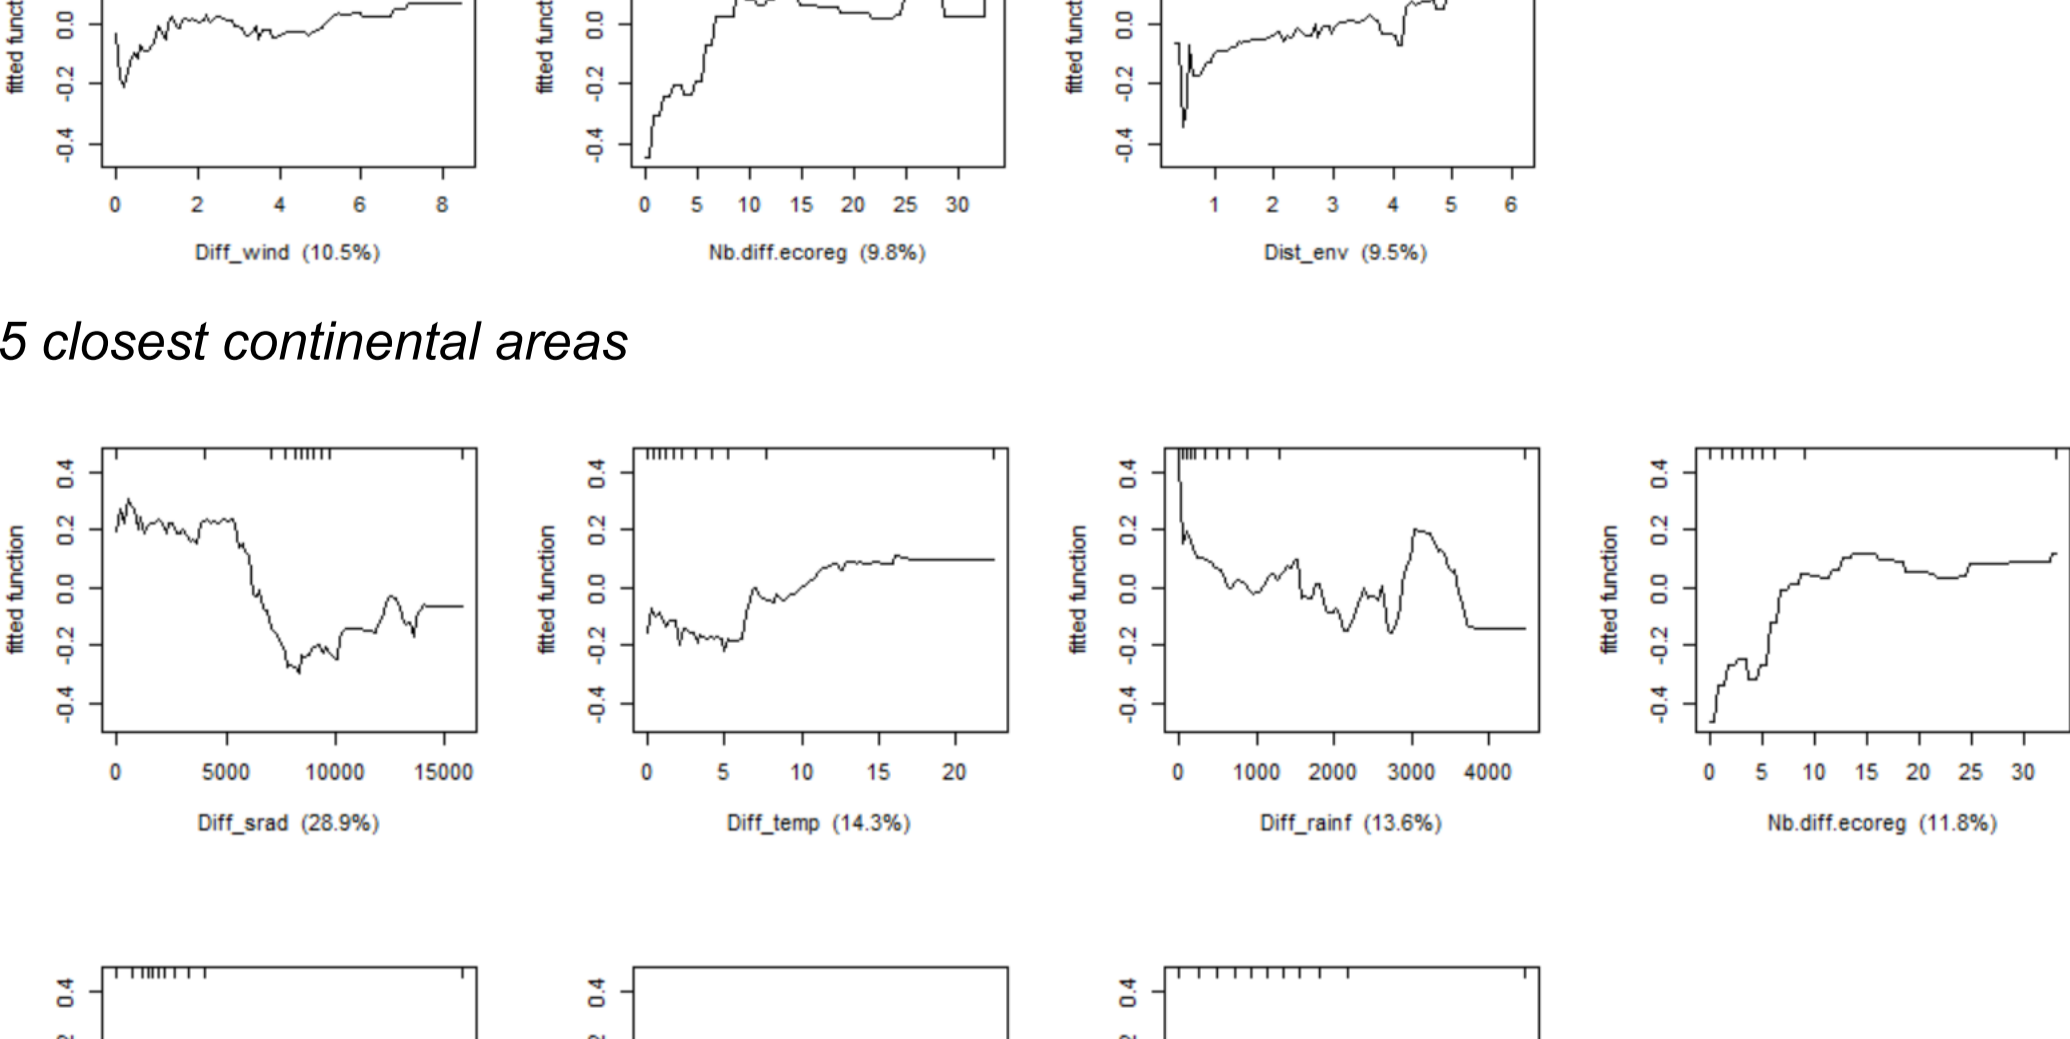 fitted funct
0.0
-0.2
-0.4
0 2 4 6 8
Diff_wind (10.5%)
fitted funct
0.0
-0.2
-0.4
0 5 10 15 20 25 30
Nb.diff.ecoreg (9.8%)
fitted funct
0.0
-0.2
-0.4
1 2 3 4 5 6
Dist_env (9.5%)
5 closest continental areas
fitted function
0.4
0.2
0.0
-0.2
-0.4
0 5000 10000 15000
Diff_srad (28.9%)
fitted function
0.4
0.2
0.0
-0.2
-0.4
0 5 10 15 20
Diff_temp (14.3%)
fitted function
0.4
0.2
0.0
-0.2
-0.4
0 1000 2000 3000 4000
Diff_rainf (13.6%)
fitted function
0.4
0.2
0.0
-0.2
-0.4
0 5 10 15 20 25 30
Nb.diff.ecoreg (11.8%)
0.4
0.4
0.4